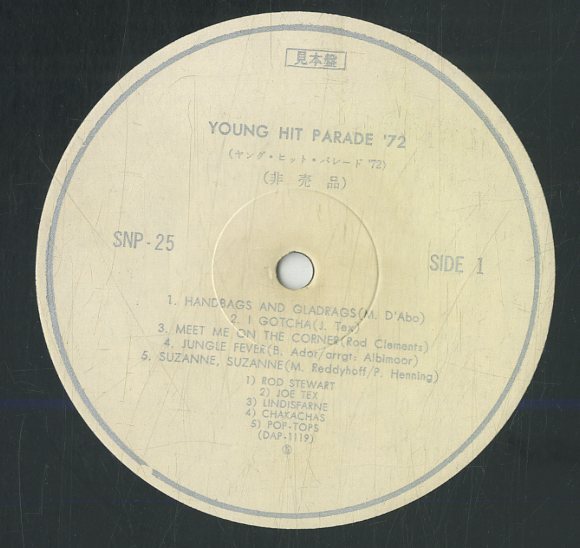 見本盤
YOUNG HIT PARADE '72
(ヤング・ヒット・パレード '72)
(非売品)
SNP-25
SIDE 1
1. HANDBAGS AND GLADRAGS(M. D'Abo)
2. I GOTCHA(J. Tex)
3. MEET ME ON THE CORNER(Rod Clements)
4. JUNGLE FEVER(B. Ador/arrgt: Albimoor)
5. SUZANNE, SUZANNE(M. Reddyhoff/P. Henning)
1) ROD STEWART
2) JOE TEX
3) LINDISFARNE
4) CHAKACHAS
5) POP-TOPS
(DAP-1119)